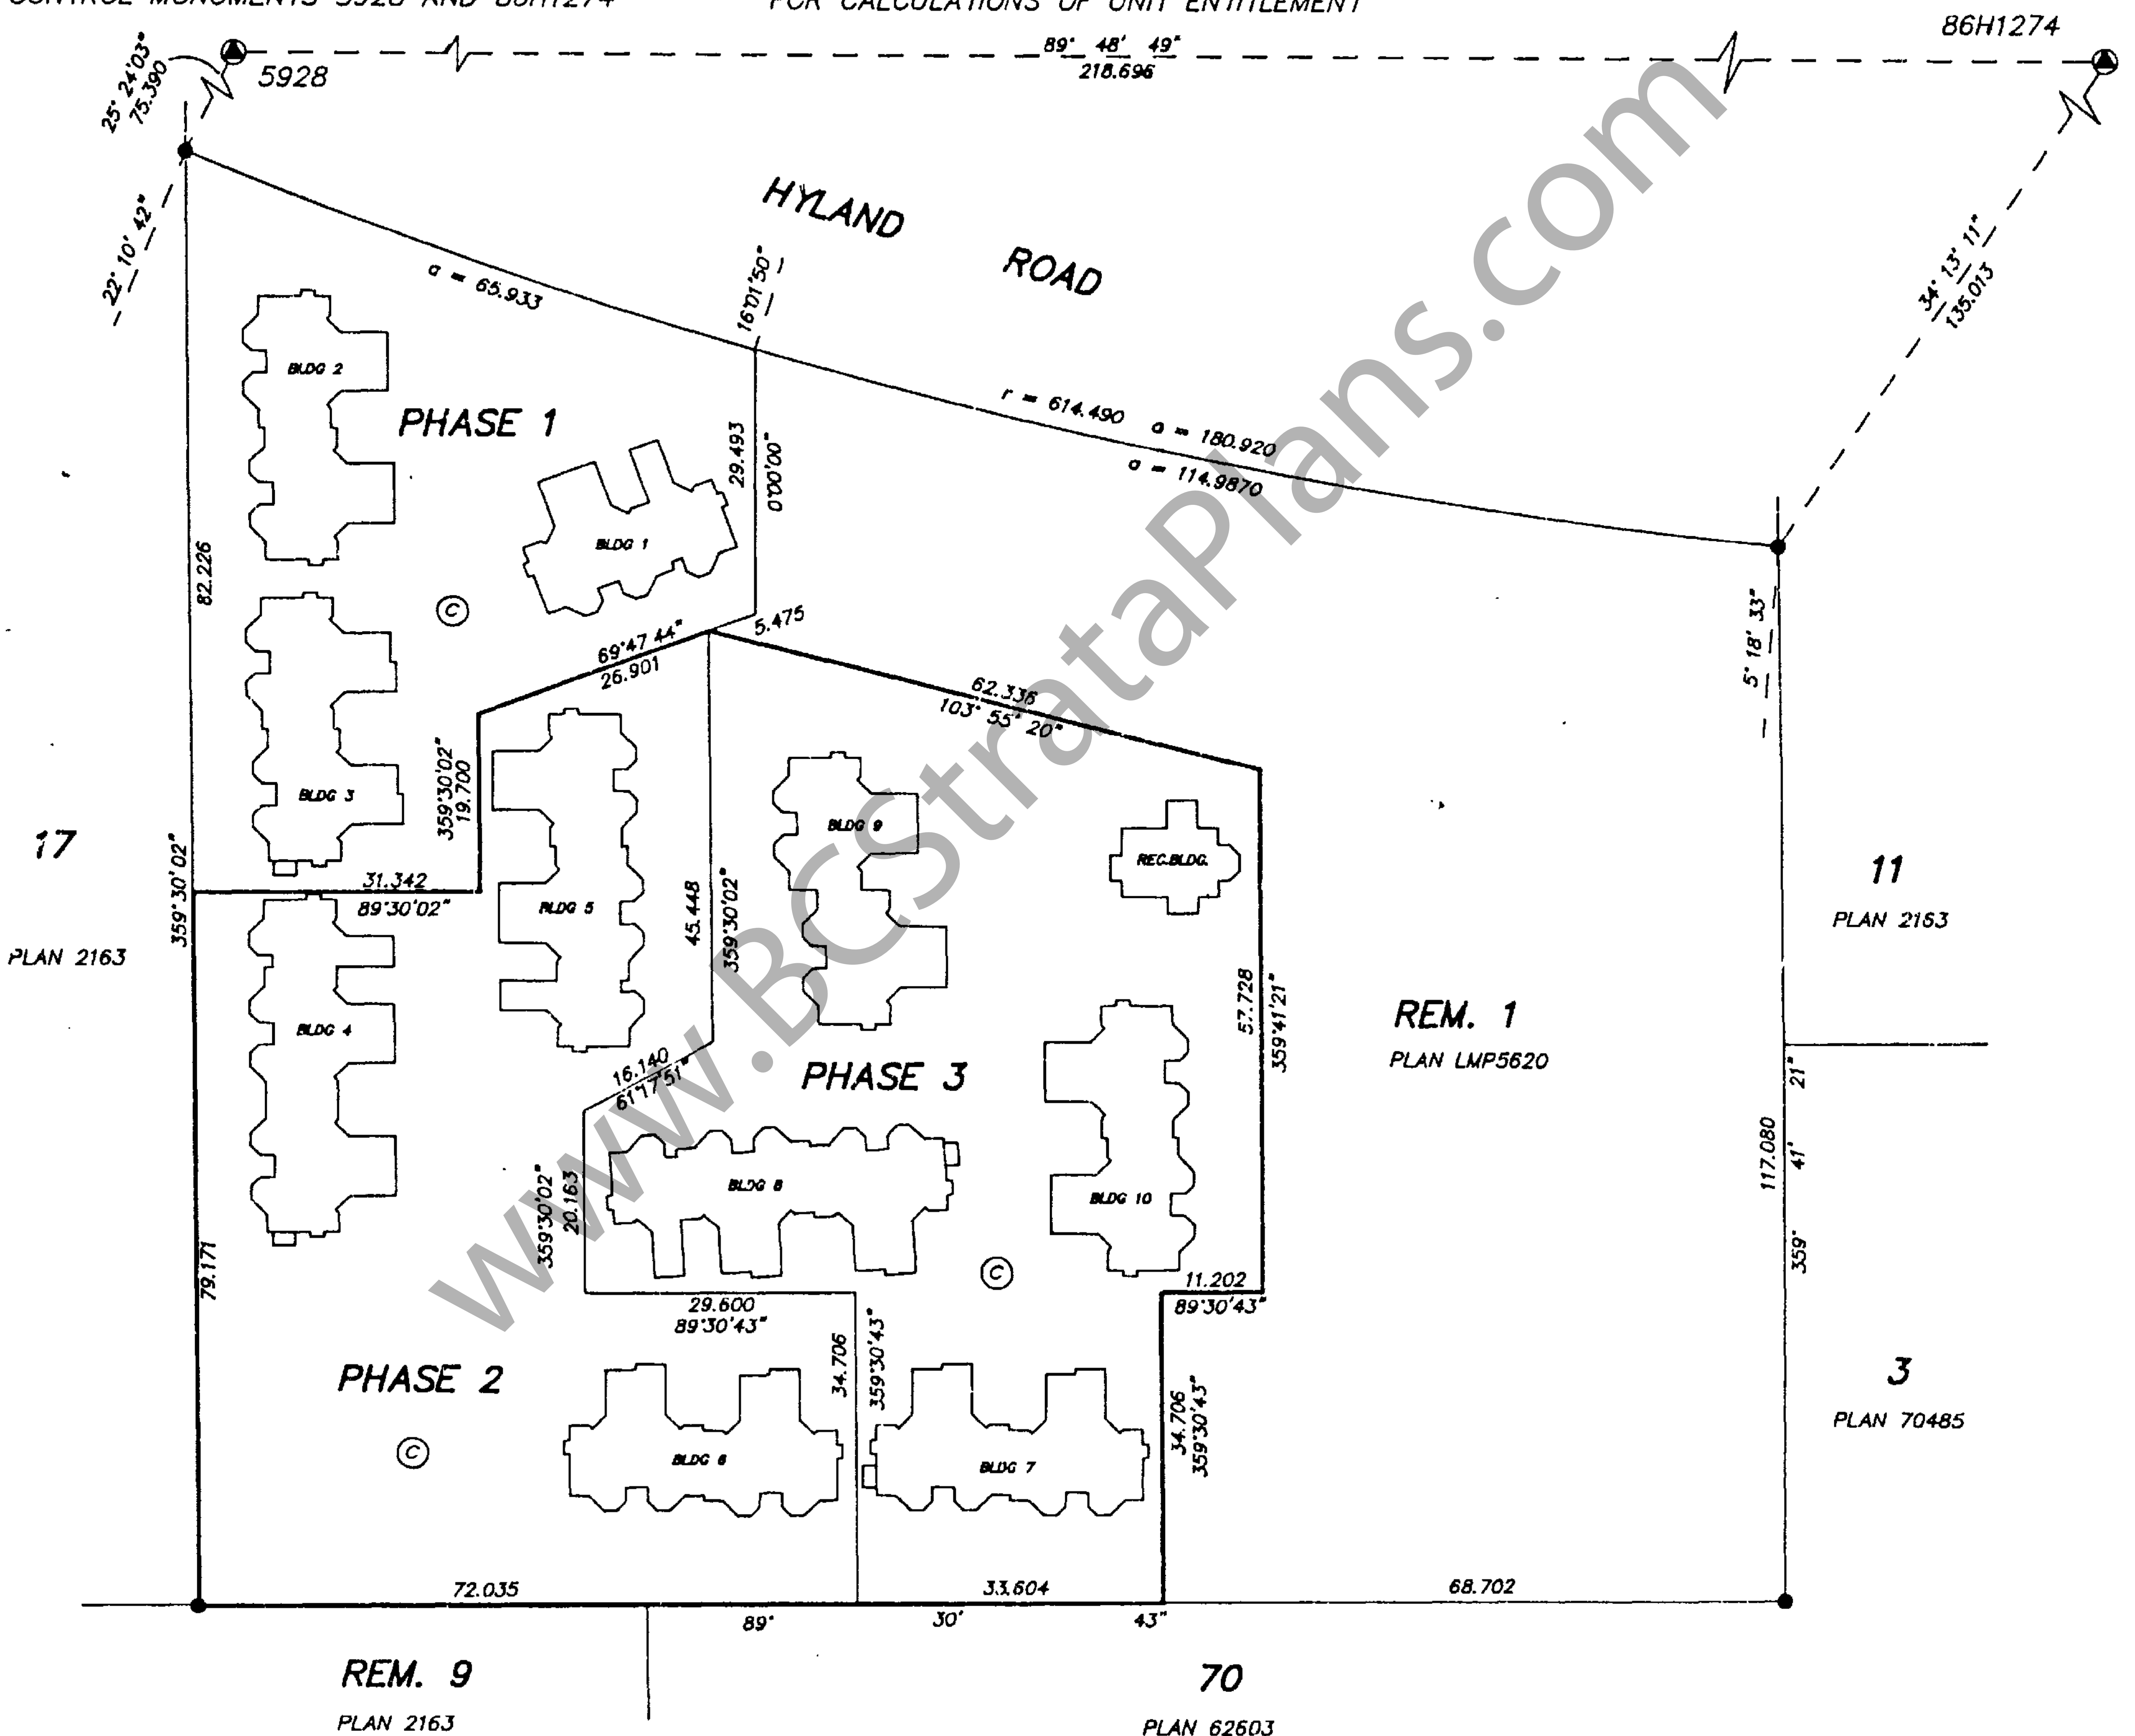 CONTROL MONUMENTS 5928 AND 86H1274
FOR CALCULATIONS OF UNIT ENTITLEMENT
86H1274
89° 48' 49"
218.696
5928
25° 24'03"
75.390
22° 10' 42"
HYLAND
ROAD
a = 65.933
16°01'50"
34° 13' 11"
135.013
r = 614.490 a = 180.920
a = 114.9870
BLDG 2
PHASE 1
29.493
0°00'00"
BLDG 1
82.226
C
5.475
69°47'44"
26.901
5° 18' 33"
62.336
103° 55' 20"
359°30'02"
19.700
BLDG 3
BLDG 9
REC.BLDG.
17
PLAN 2163
359°30'02"
31.342
89°30'02"
BLDG 5
45.448
359°30'02"
11
PLAN 2163
BLDG 4
57.728
359°41'21"
REM. 1
PLAN LMP5620
16.140
61°17'51"
PHASE 3
117.080
359° 41' 21"
359°30'02"
20.163
BLDG 8
BLDG 10
79.171
C
11.202
89°30'43"
29.600
89°30'43"
PHASE 2
34.706
359°30'43"
34.706
359°30'43"
3
PLAN 70485
C
BLDG 6
BLDG 7
72.035
33.604
68.702
89° 30' 43"
REM. 9
PLAN 2163
70
PLAN 62603
www.BCStrataPlans.com